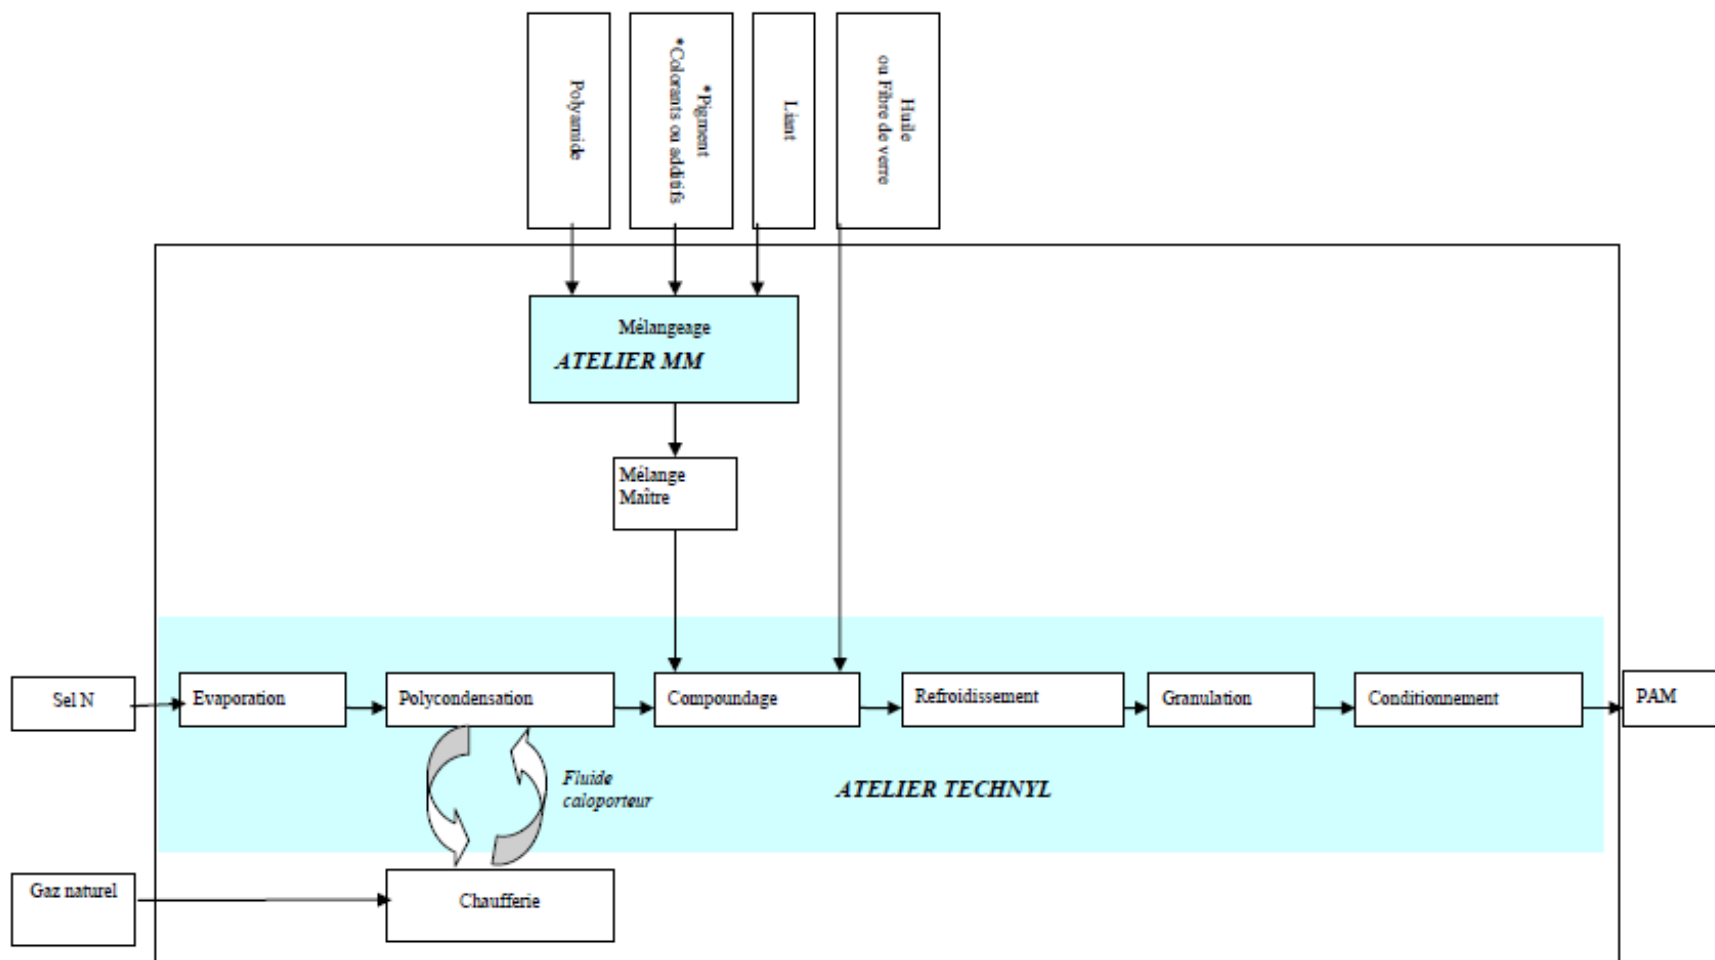 Polyamide
*Pigment
*Colorants ou additifs
Liant
Huile
ou Fibre de verre
Mélangeage
ATELIER MM
Mélange
Maître
Sel N
Evaporation
Polycondensation
Compoundage
Refroidissement
Granulation
Conditionnement
PAM
Fluide
caloporteur
ATELIER TECHNYL
Gaz naturel
Chaufferie